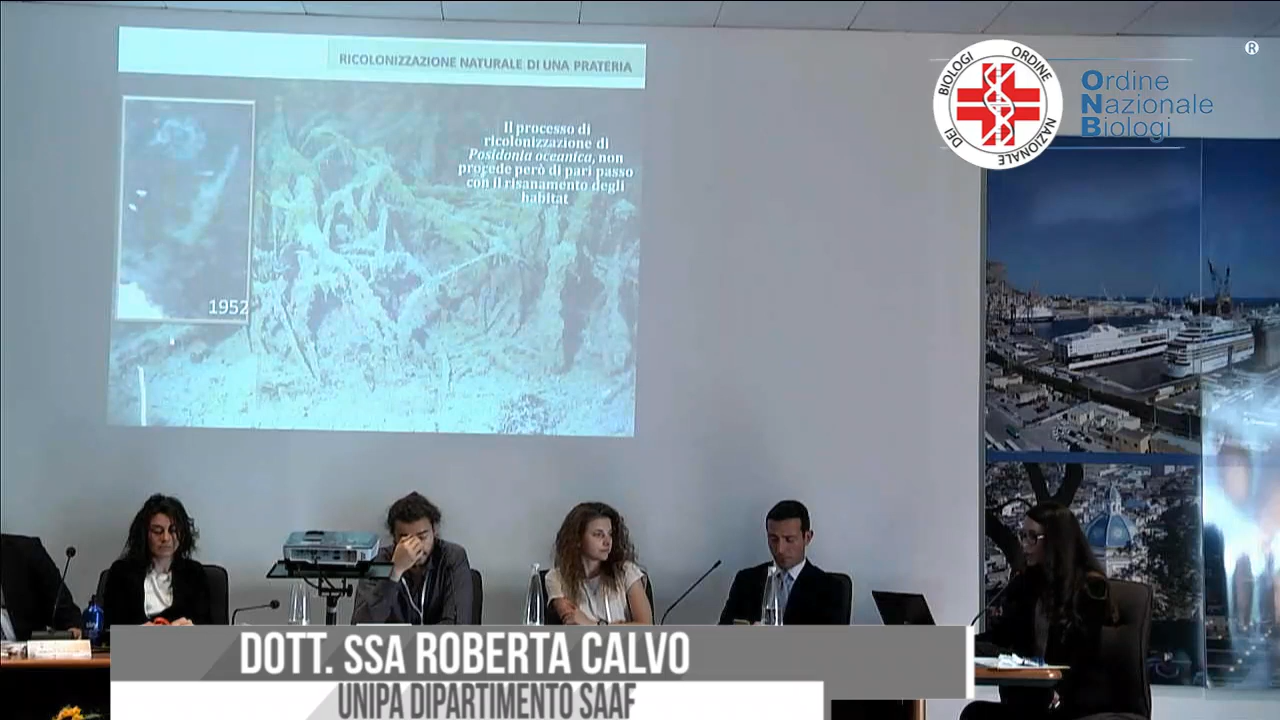 RICOLONIZZAZIONE NATURALE DI UNA PRATERIA
Il processo di
ricolonizzazione di
Posidonia oceanica, non
procede però di pari passo
con il risanamento degli
habitat
1952
ORDINE NAZIONALE DEI BIOLOGI
Ordine
Nazionale
Biologi
®
DOTT. SSA ROBERTA CALVO
UNIPA DIPARTIMENTO SAAF